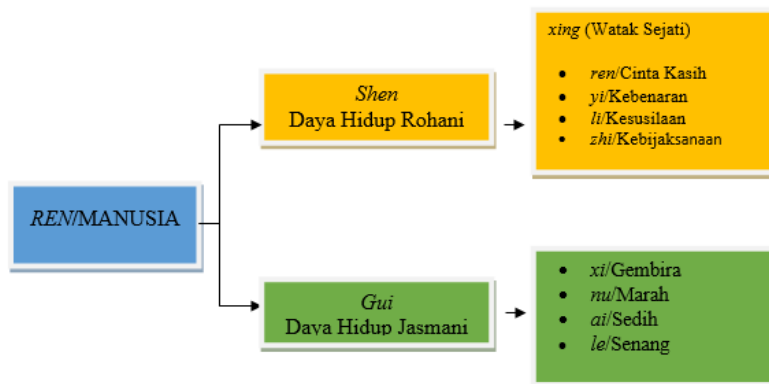 REN/MANUSIA
Shen
Daya Hidup Rohani
xing (Watak Sejati)
• ren/Cinta Kasih
• yi/Kebenaran
• li/Kesusilaan
• zhi/Kebijaksanaan
Gui
Daya Hidup Jasmani
• xi/Gembira
• nu/Marah
• ai/Sedih
• le/Senang